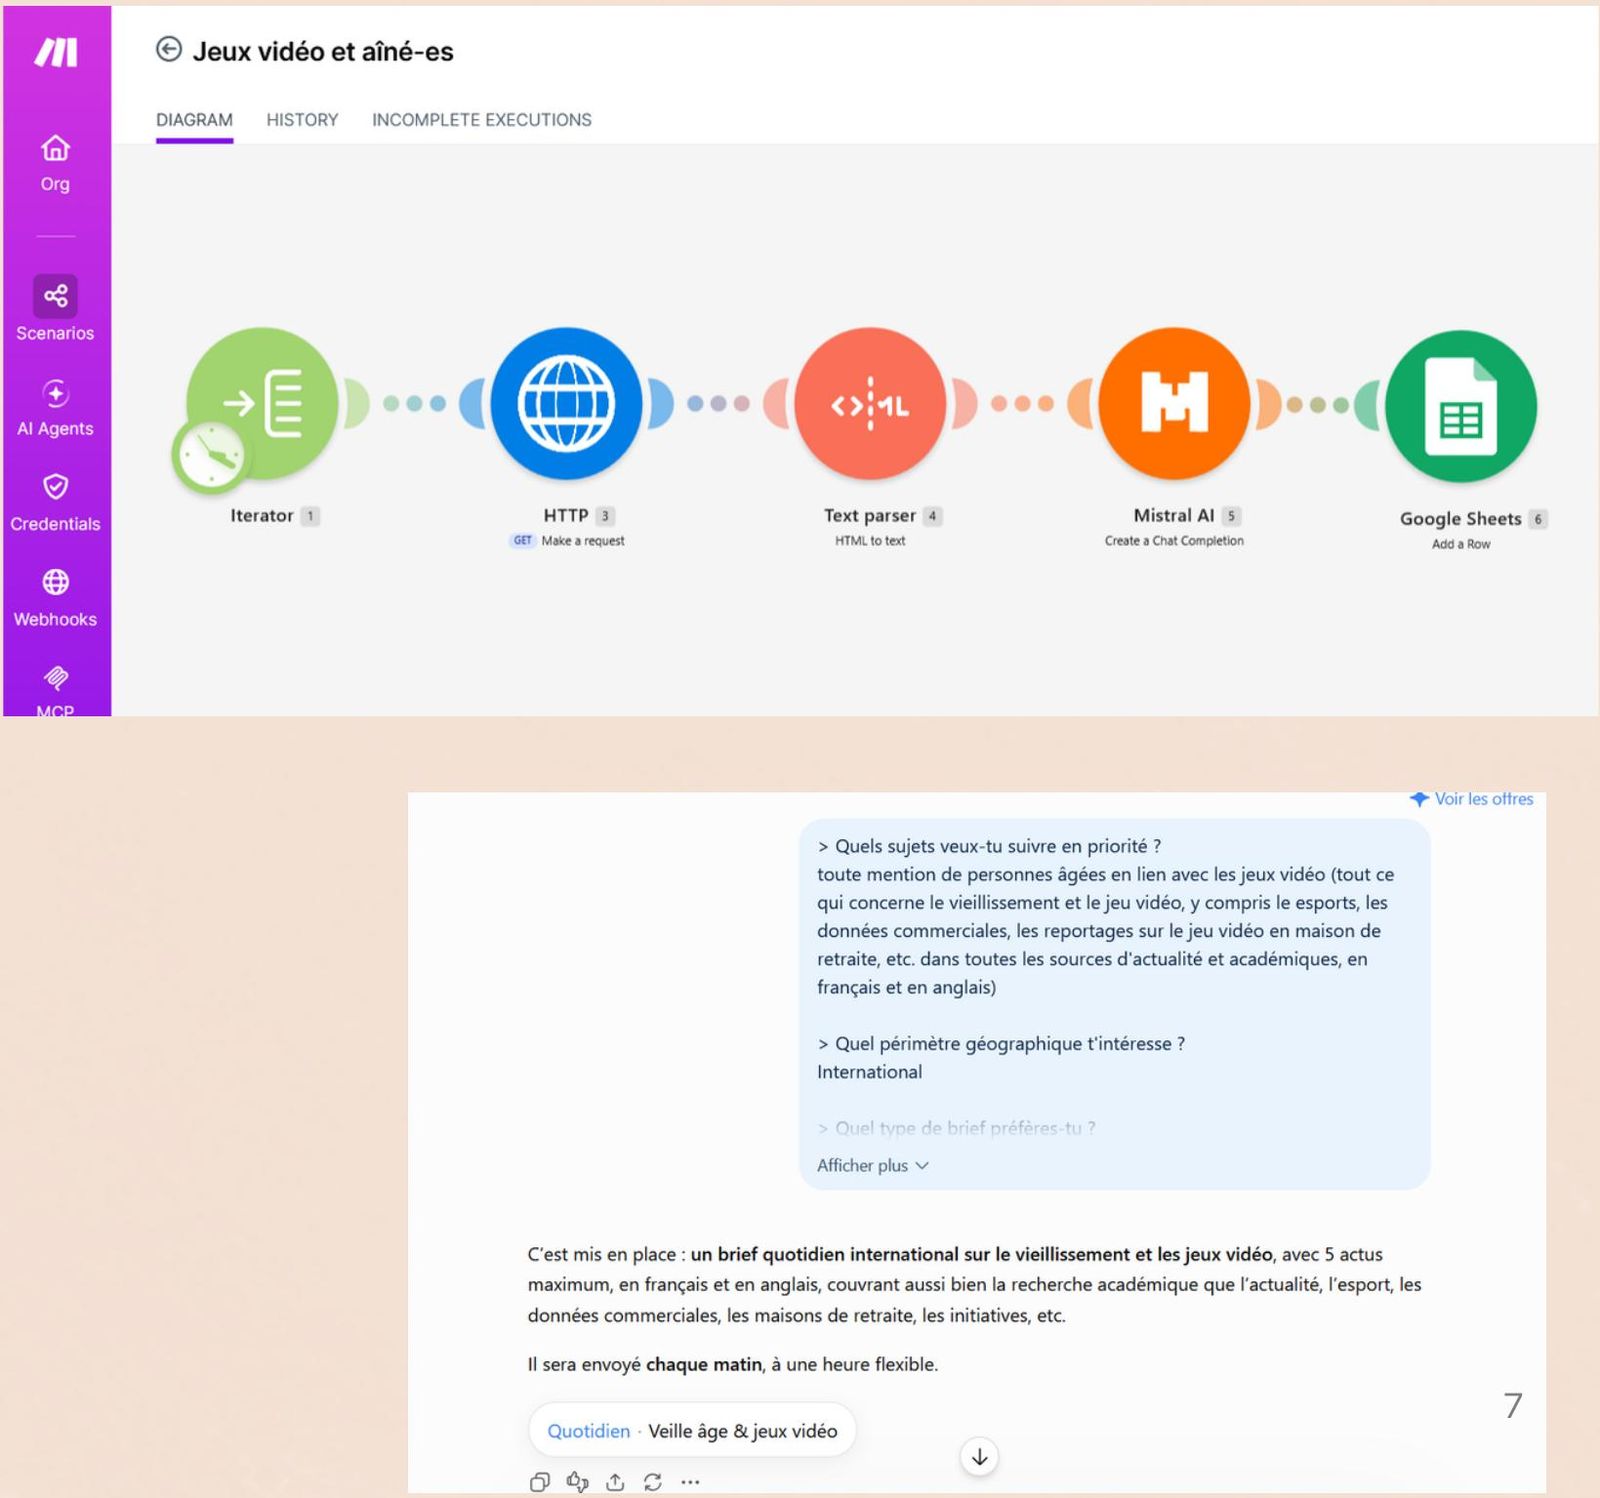 Jeux vidéo et aîné-es
DIAGRAM HISTORY INCOMPLETE EXECUTIONS
Org
Scenarios
AI Agents
Credentials
Webhooks
MCP
Iterator 1
HTTP 3
GET Make a request
<>¦ML
Text parser 4
HTML to text
Mistral AI 5
Create a Chat Completion
Google Sheets 6
Add a Row
Voir les offres
> Quels sujets veux-tu suivre en priorité ?
toute mention de personnes âgées en lien avec les jeux vidéo (tout ce
qui concerne le vieillissement et le jeu vidéo, y compris le esports, les
données commerciales, les reportages sur le jeu vidéo en maison de
retraite, etc. dans toutes les sources d'actualité et académiques, en
français et en anglais)
> Quel périmètre géographique t'intéresse ?
International
> Quel type de brief préfères-tu ?
Afficher plus
C'est mis en place : un brief quotidien international sur le vieillissement et les jeux vidéo, avec 5 actus
maximum, en français et en anglais, couvrant aussi bien la recherche académique que l'actualité, l'esport, les
données commerciales, les maisons de retraite, les initiatives, etc.
Il sera envoyé chaque matin, à une heure flexible.
Quotidien · Veille âge & jeux vidéo
7